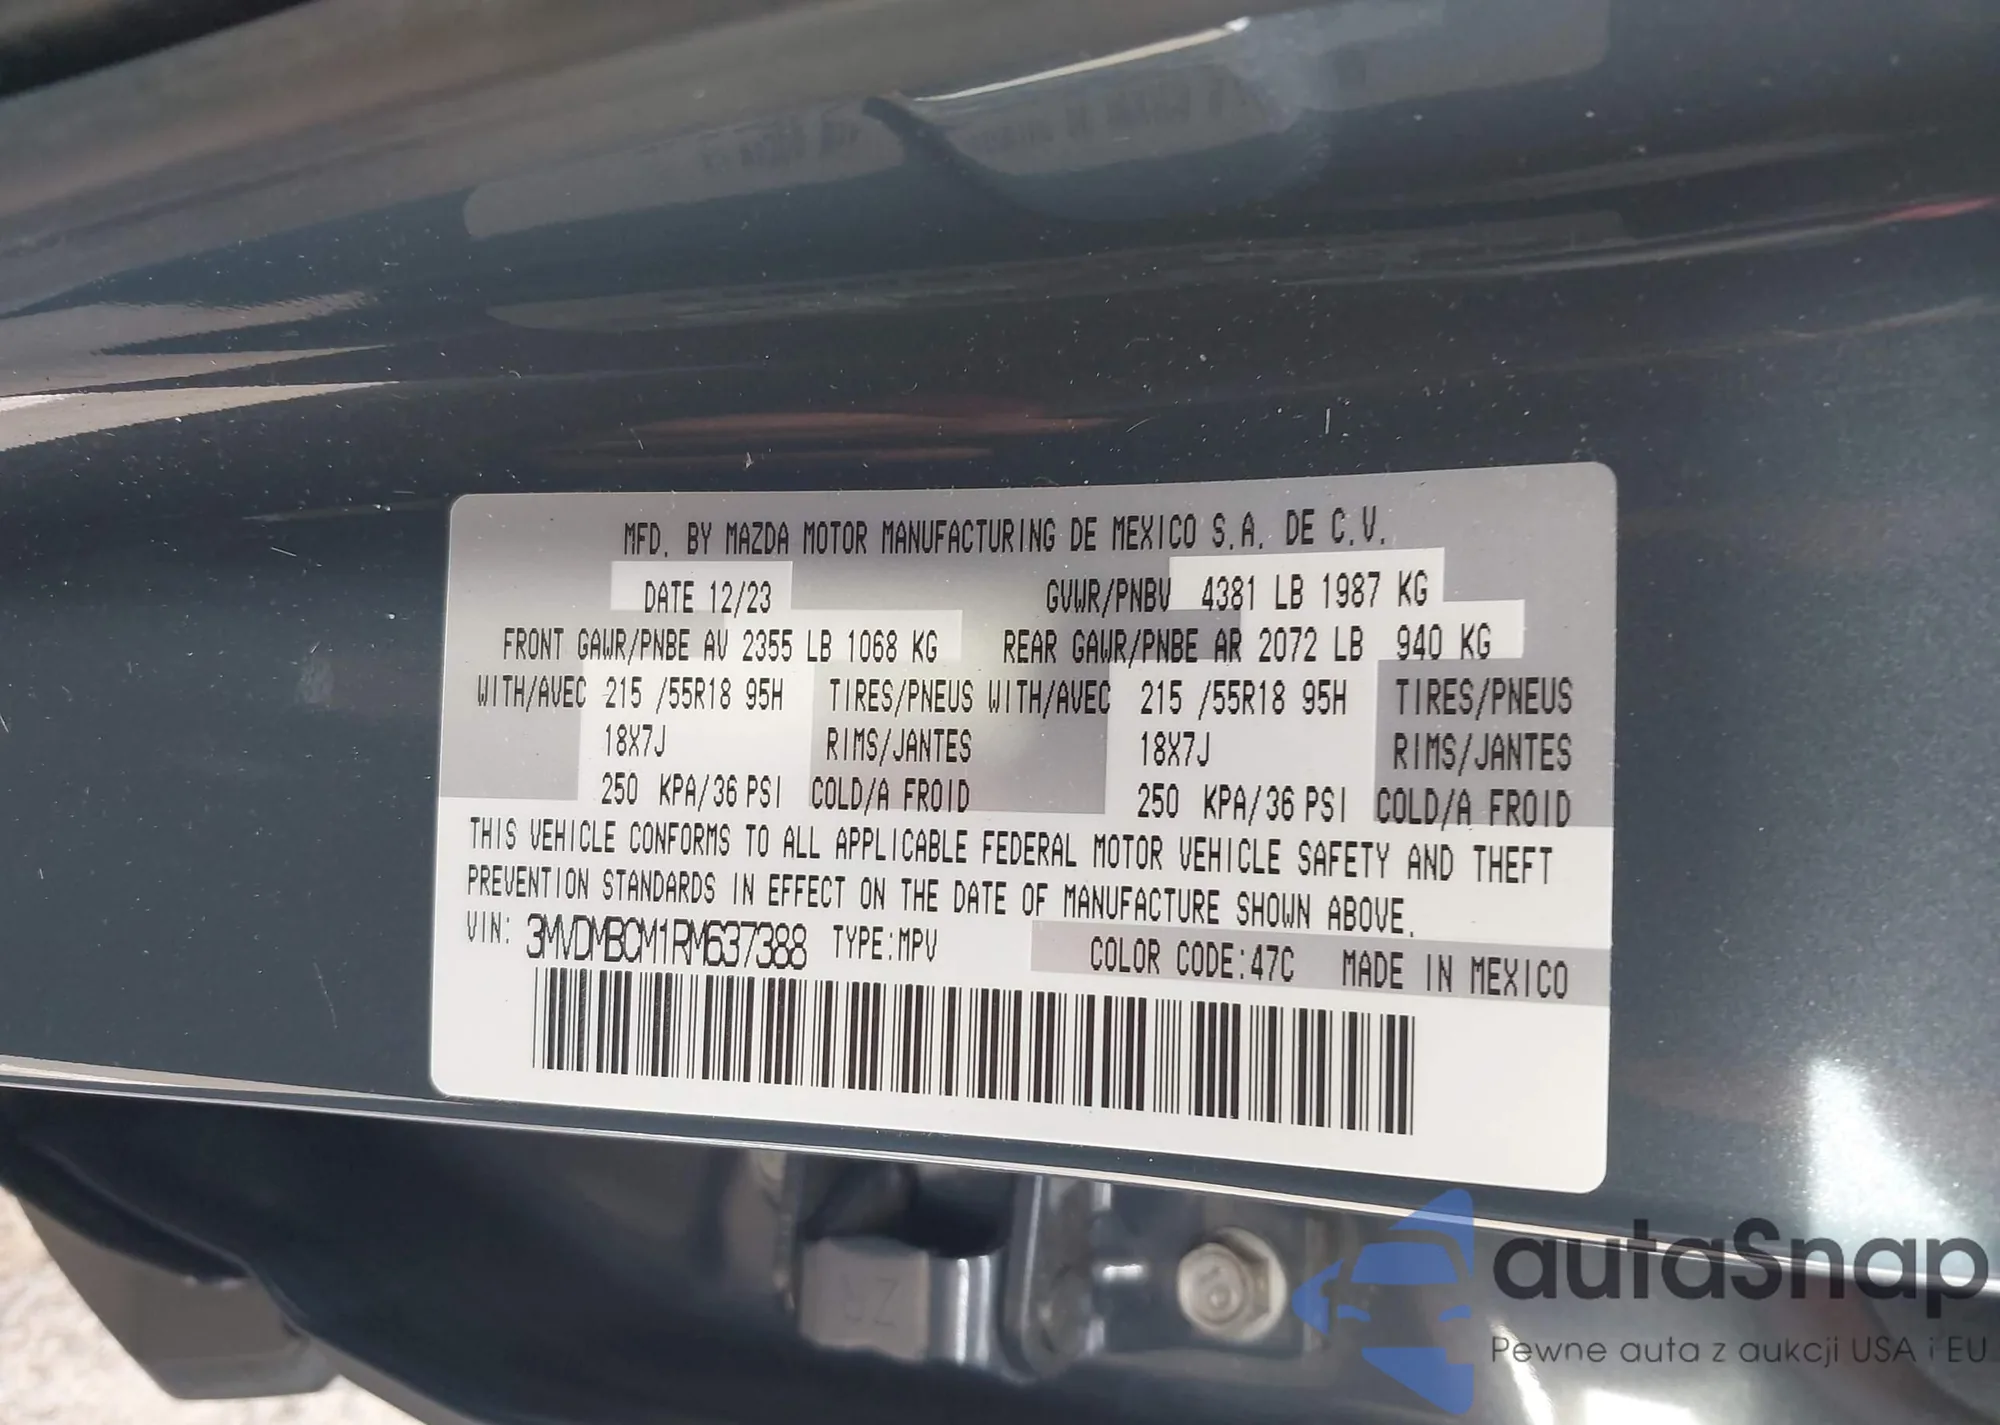 MFD. BY MAZDA MOTOR MANUFACTURING DE MEXICO S.A. DE C.V.
DATE 12/23 GVWR/PNBV 4381 LB 1987 KG
FRONT GAWR/PNBE AV 2355 LB 1068 KG REAR GAWR/PNBE AR 2072 LB 940 KG
WITH/AVEC 215 /55R18 95H TIRES/PNEUS WITH/AVEC 215 /55R18 95H TIRES/PNEUS
18X7J RIMS/JANTES 18X7J RIMS/JANTES
250 KPA/36 PSI COLD/A FROID 250 KPA/36 PSI COLD/A FROID
THIS VEHICLE CONFORMS TO ALL APPLICABLE FEDERAL MOTOR VEHICLE SAFETY AND THEFT
PREVENTION STANDARDS IN EFFECT ON THE DATE OF MANUFACTURE SHOWN ABOVE.
VIN: 3MVDMBCM1RM637388 TYPE:MPV COLOR CODE:47C MADE IN MEXICO
autaSnap
Pewne auta z aukcji USA i EU